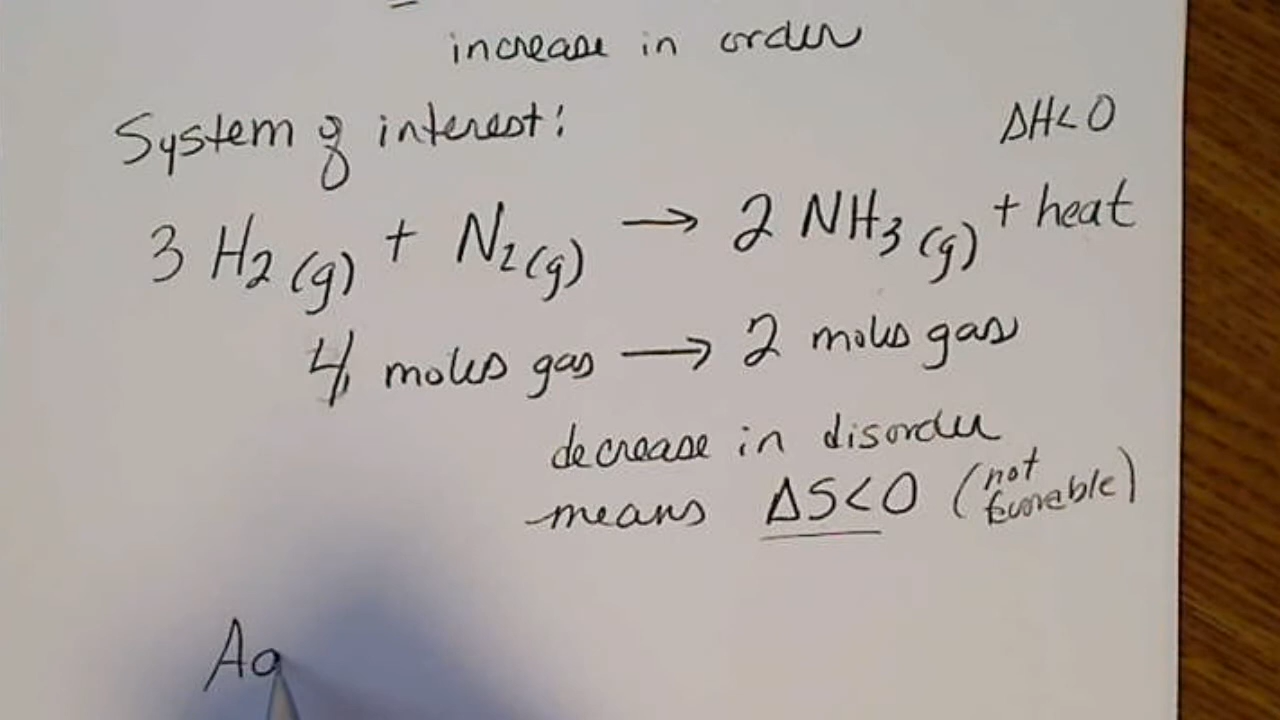 increase in order
System of interest:
ΔH<0
3 H₂(g) + N₂(g) → 2 NH₃(g) + heat
4 moles gas → 2 moles gas
decrease in disorder
means ΔS<0 (not favorable)